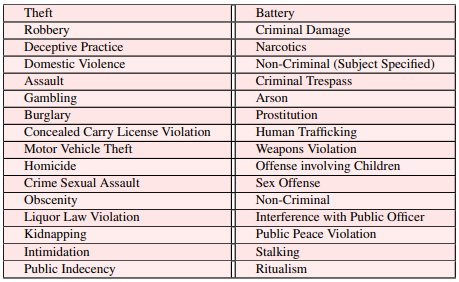 Theft Battery
Robbery Criminal Damage
Deceptive Practice Narcotics
Domestic Violence Non-Criminal (Subject Specified)
Assault Criminal Trespass
Gambling Arson
Burglary Prostitution
Concealed Carry License Violation Human Trafficking
Motor Vehicle Theft Weapons Violation
Homicide Offense involving Children
Crime Sexual Assault Sex Offense
Obscenity Non-Criminal
Liquor Law Violation Interference with Public Officer
Kidnapping Public Peace Violation
Intimidation Stalking
Public Indecency Ritualism